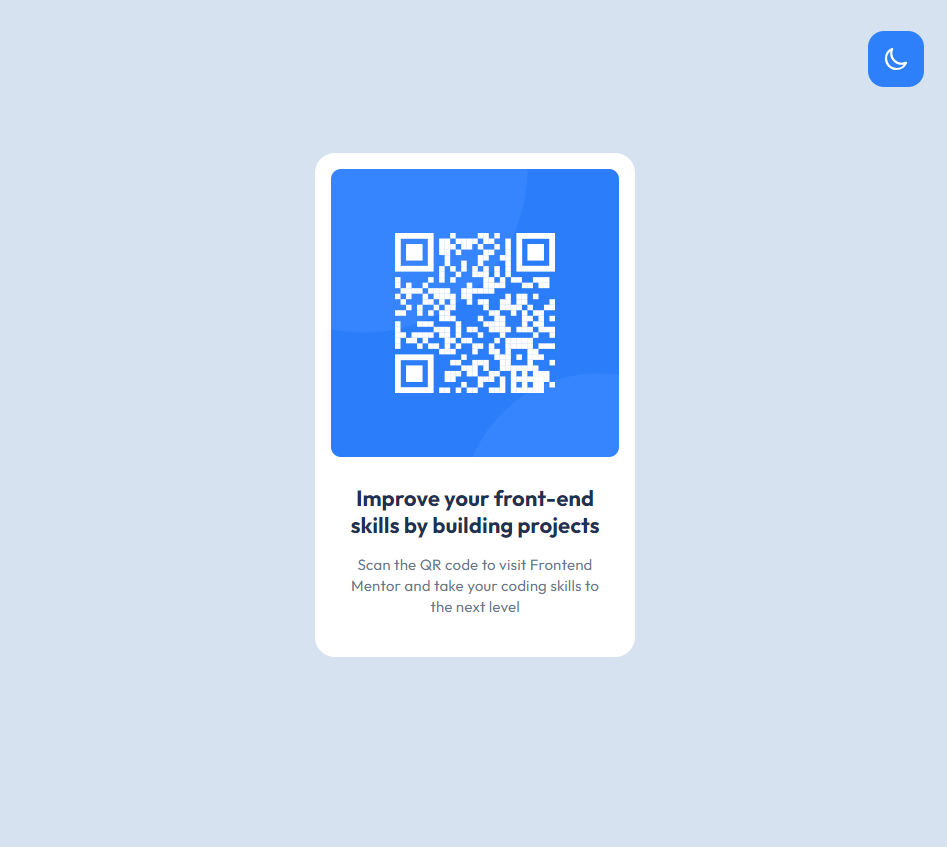 Improve your front-end
skills by building projects
Scan the QR code to visit Frontend
Mentor and take your coding skills to
the next level